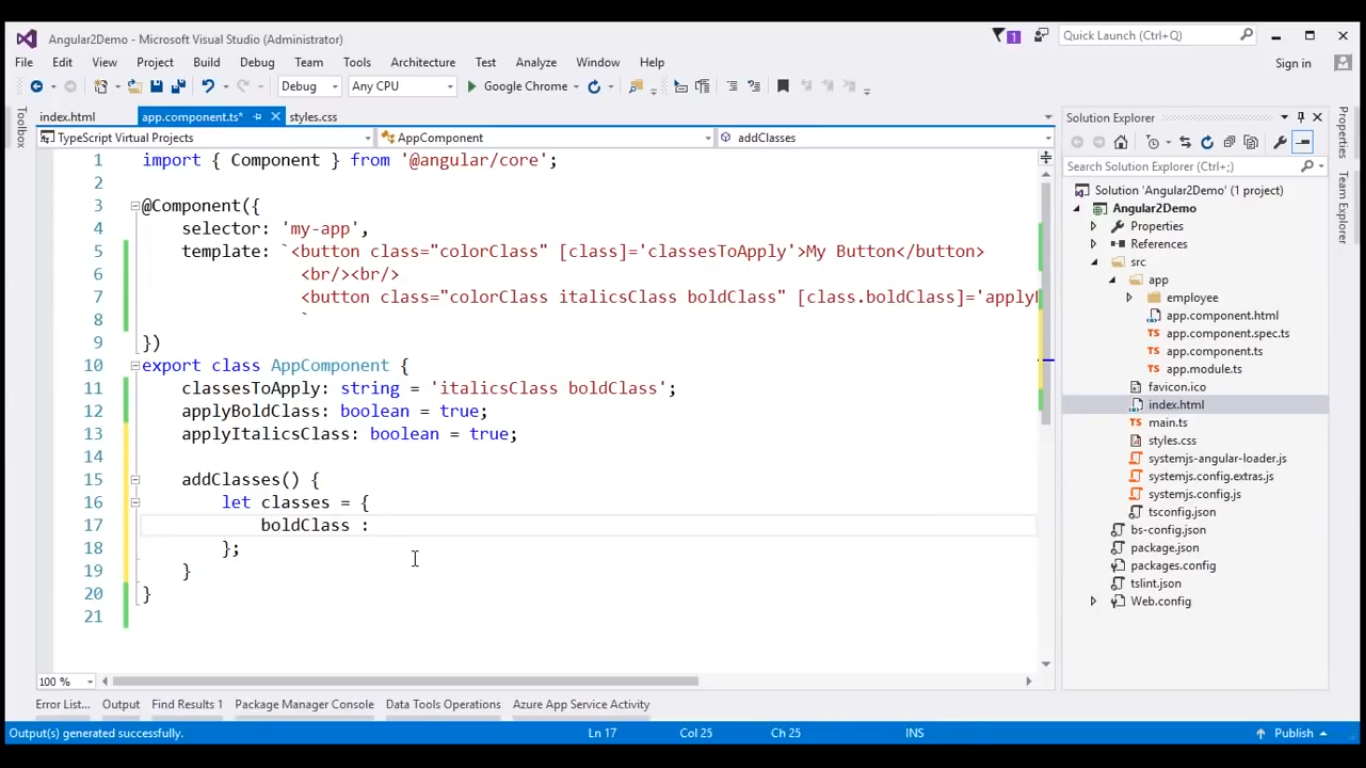 Angular2Demo - Microsoft Visual Studio (Administrator)
1
Quick Launch (Ctrl+Q)
File Edit View Project Build Debug Team Tools Architecture Test Analyze Window Help
Sign in
Debug Any CPU Google Chrome
index.html app.component.ts* styles.css
TypeScript Virtual Projects AppComponent addClasses
Toolbox
1 import { Component } from '@angular/core';
2
3 @Component({
4 selector: 'my-app',
5 template: `<button class="colorClass" [class]='classesToApply'>My Button</button>
6 <br/><br/>
7 <button class="colorClass italicsClass boldClass" [class.boldClass]='apply
8 `
9 })
10 export class AppComponent {
11 classesToApply: string = 'italicsClass boldClass';
12 applyBoldClass: boolean = true;
13 applyItalicsClass: boolean = true;
14
15 addClasses() {
16 let classes = {
17 boldClass :
18 };
19 }
20 }
21
100 %
Solution Explorer
Search Solution Explorer (Ctrl+;)
Solution 'Angular2Demo' (1 project)
Angular2Demo
Properties
References
src
app
employee
app.component.html
app.component.spec.ts
app.component.ts
app.module.ts
favicon.ico
index.html
main.ts
styles.css
systemjs-angular-loader.js
systemjs.config.extras.js
systemjs.config.js
tsconfig.json
bs-config.json
package.json
packages.config
tslint.json
Web.config
Properties
Team Explorer
Error List... Output Find Results 1 Package Manager Console Data Tools Operations Azure App Service Activity
Output(s) generated successfully. Ln 17 Col 25 Ch 25 INS Publish